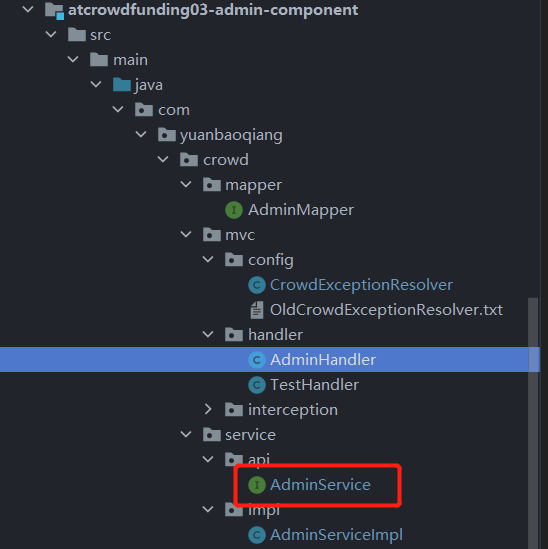 atcrowdfunding03-admin-component
src
main
java
com
yuanbaoqiang
crowd
mapper
I AdminMapper
mvc
config
C CrowdExceptionResolver
OldCrowdExceptionResolver.txt
handler
C AdminHandler
C TestHandler
interception
service
api
I AdminService
impl
C AdminServiceImpl